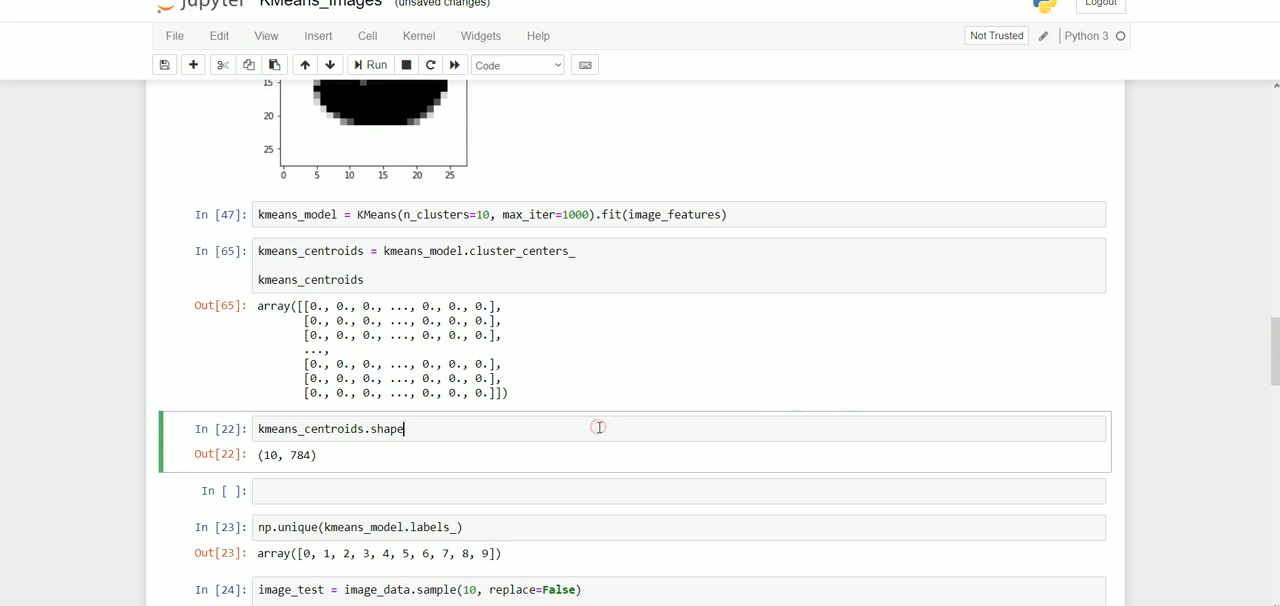 jupyter KMeans_Images (unsaved changes) Logout
File Edit View Insert Cell Kernel Widgets Help Not Trusted Python 3
Run Code
15
20
25
0 5 10 15 20 25
In [47]: kmeans_model = KMeans(n_clusters=10, max_iter=1000).fit(image_features)
In [65]: kmeans_centroids = kmeans_model.cluster_centers_
kmeans_centroids
Out[65]: array([[0., 0., 0., ..., 0., 0., 0.],
[0., 0., 0., ..., 0., 0., 0.],
[0., 0., 0., ..., 0., 0., 0.],
...,
[0., 0., 0., ..., 0., 0., 0.],
[0., 0., 0., ..., 0., 0., 0.],
[0., 0., 0., ..., 0., 0., 0.]])
In [22]: kmeans_centroids.shape
Out[22]: (10, 784)
In [ ]:
In [23]: np.unique(kmeans_model.labels_)
Out[23]: array([0, 1, 2, 3, 4, 5, 6, 7, 8, 9])
In [24]: image_test = image_data.sample(10, replace=False)